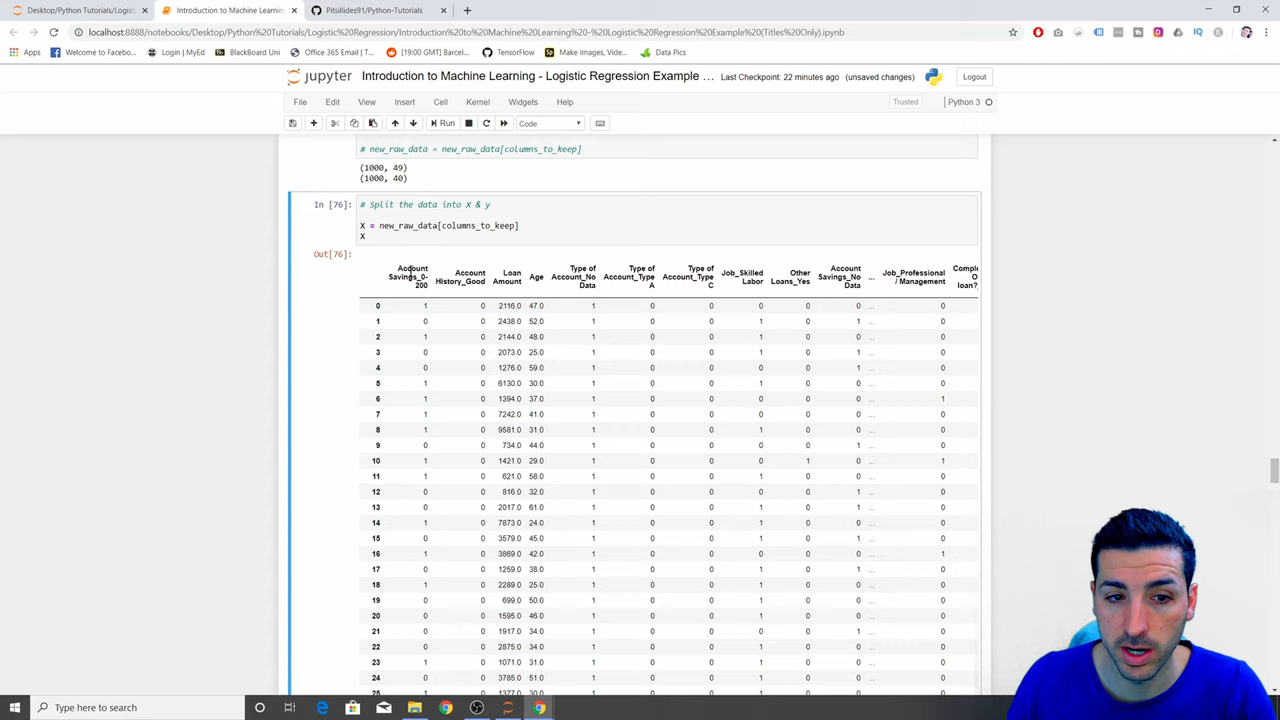 Desktop/Python Tutorials/Logist
Introduction to Machine Learning
Pitsillides91/Python-Tutorials
localhost:8888/notebooks/Desktop/Python%20Tutorials/Logistic%20Regression/Introduction%20to%20Machine%20Learning%20-%20Logistic%20Regression%20Example%20(Titles%20Only).ipynb
Apps Welcome to Faceb... Login | MyEd BlackBoard Uni Office 365 Email | T... [19:00 GMT] Barcel... TensorFlow Make Images, Vide... Data Pics
jupyter Introduction to Machine Learning - Logistic Regression Example ... Last Checkpoint: 22 minutes ago (unsaved changes) Logout
File Edit View Insert Cell Kernel Widgets Help Trusted Python 3
Run Code
# new_raw_data = new_raw_data[columns_to_keep]
(1000, 49)
(1000, 40)
In [76]: # Split the data into X & y
X = new_raw_data[columns_to_keep]
X
Out[76]:
Account Savings_0-200 Account History_Good Loan Amount Age Type of Account_No Data Type of Account_Type A Type of Account_Type C Job_Skilled Labor Other Loans_Yes Account Savings_No Data ... Job_Professional / Management Comple O loan?
0 1 0 2116.0 47.0 1 0 0 0 0 0 ... 0
1 0 0 2438.0 52.0 1 0 0 1 0 1 ... 0
2 1 0 2144.0 48.0 1 0 0 1 0 0 ... 0
3 0 0 2073.0 25.0 1 0 0 1 0 1 ... 0
4 0 0 1276.0 59.0 1 0 0 0 0 1 ... 0
5 1 0 6130.0 30.0 1 0 0 1 0 0 ... 0
6 1 0 1394.0 37.0 1 0 0 0 0 0 ... 1
7 1 0 7242.0 41.0 1 0 0 0 0 0 ... 0
8 1 0 9581.0 31.0 1 0 0 1 0 0 ... 0
9 0 0 734.0 44.0 1 0 0 0 0 1 ... 0
10 1 0 1421.0 29.0 1 0 0 0 1 0 ... 1
11 1 0 621.0 58.0 1 0 0 1 0 0 ... 0
12 0 0 816.0 32.0 1 0 0 0 0 1 ... 0
13 0 0 2017.0 61.0 1 0 0 1 0 1 ... 0
14 1 0 7873.0 24.0 1 0 0 1 0 0 ... 0
15 0 0 3579.0 45.0 1 0 0 1 0 1 ... 0
16 1 0 3869.0 42.0 1 0 0 0 0 0 ... 1
17 0 0 1259.0 38.0 1 0 0 1 0 1 ... 0
18 1 0 2289.0 25.0 1 0 0 1 0 0 ... 0
19 0 0 699.0 50.0 1 0 0 1 0 0 ... 0
20 0 0 1595.0 46.0 1 0 0 1 0 0 ... 0
21 0 0 1917.0 34.0 1 0 0 0 0 1 ... 0
22 0 0 2875.0 34.0 1 0 0 1 0 0 ... 0
23 1 0 1071.0 31.0 1 0 0 1 0 0 ... 0
24 0 0 3785.0 51.0 1 0 0 1 0 0 ... 0
25 1 0 1377.0 30.0 1 0 0 1 0 0 ... 0
Type here to search